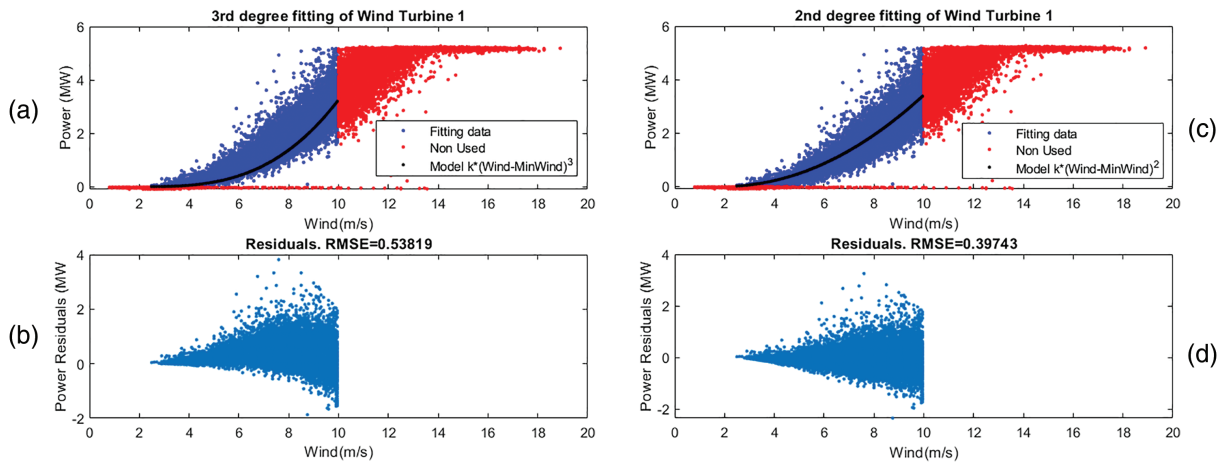 3rd degree fitting of Wind Turbine 1
(a)
Power (MW)
6
4
2
0
Fitting data
Non Used
Model k*(Wind-MinWind)^3
0 2 4 6 8 10 12 14 16 18 20
Wind(m/s)
Residuals. RMSE=0.53819
(b)
Power Residuals (MW
4
2
0
-2
0 2 4 6 8 10 12 14 16 18 20
Wind(m/s)
2nd degree fitting of Wind Turbine 1
Power (MW)
6
4
2
0
Fitting data
Non Used
Model k*(Wind-MinWind)^2
(c)
0 2 4 6 8 10 12 14 16 18 20
Wind(m/s)
Residuals. RMSE=0.39743
Power Residuals (MW
4
2
0
-2
(d)
0 2 4 6 8 10 12 14 16 18 20
Wind(m/s)